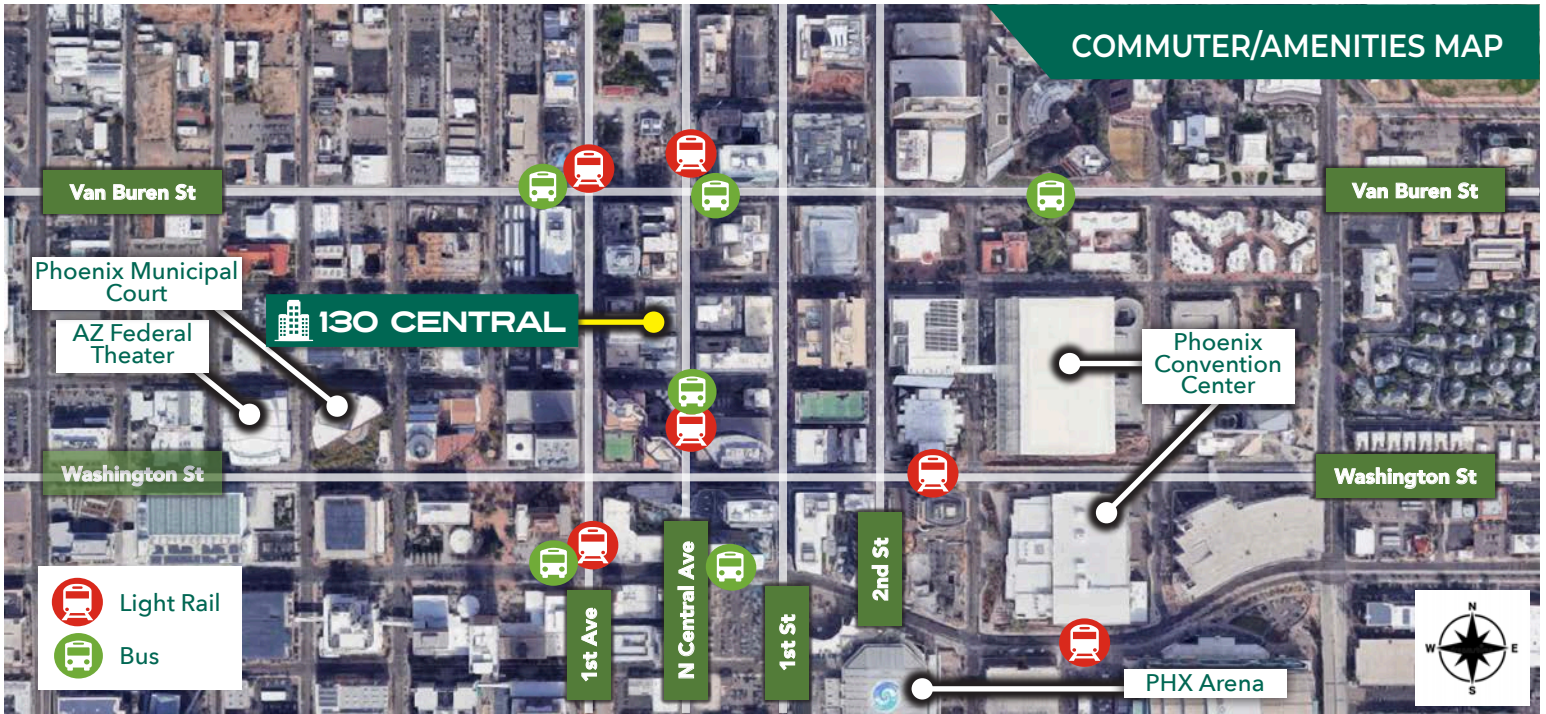 COMMUTER/AMENITIES MAP
Van Buren St
Van Buren St
Phoenix Municipal
Court
AZ Federal
Theater
130 CENTRAL
Phoenix
Convention
Center
Washington St
Washington St
1st Ave
N Central Ave
1st St
2nd St
Light Rail
Bus
PHX Arena
N
W
E
S